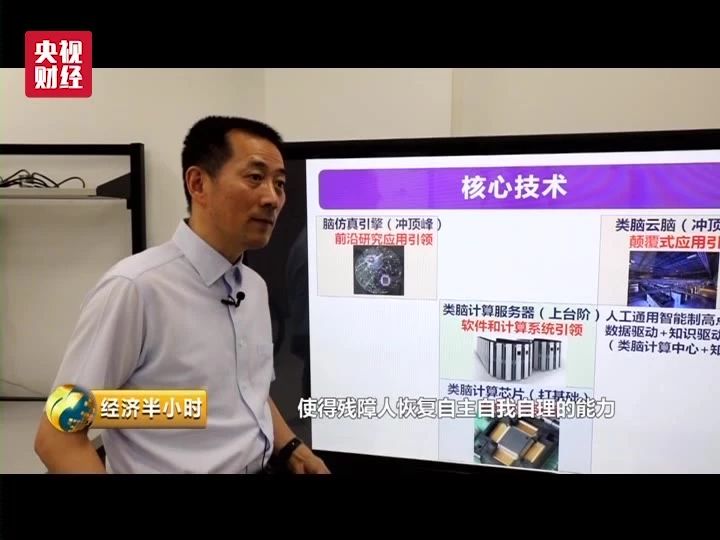 央视
财经
核心技术
脑仿真引擎（冲顶峰）
前沿研究应用引领
类脑云脑（冲顶
颠覆式应用引
类脑计算服务器（上台阶）
软件和计算系统引领
人工通用智能制高点
数据驱动+知识驱动
（类脑计算中心+知
类脑计算芯片（打基础）
经济半小时
使得残障人恢复自主自我自理的能力